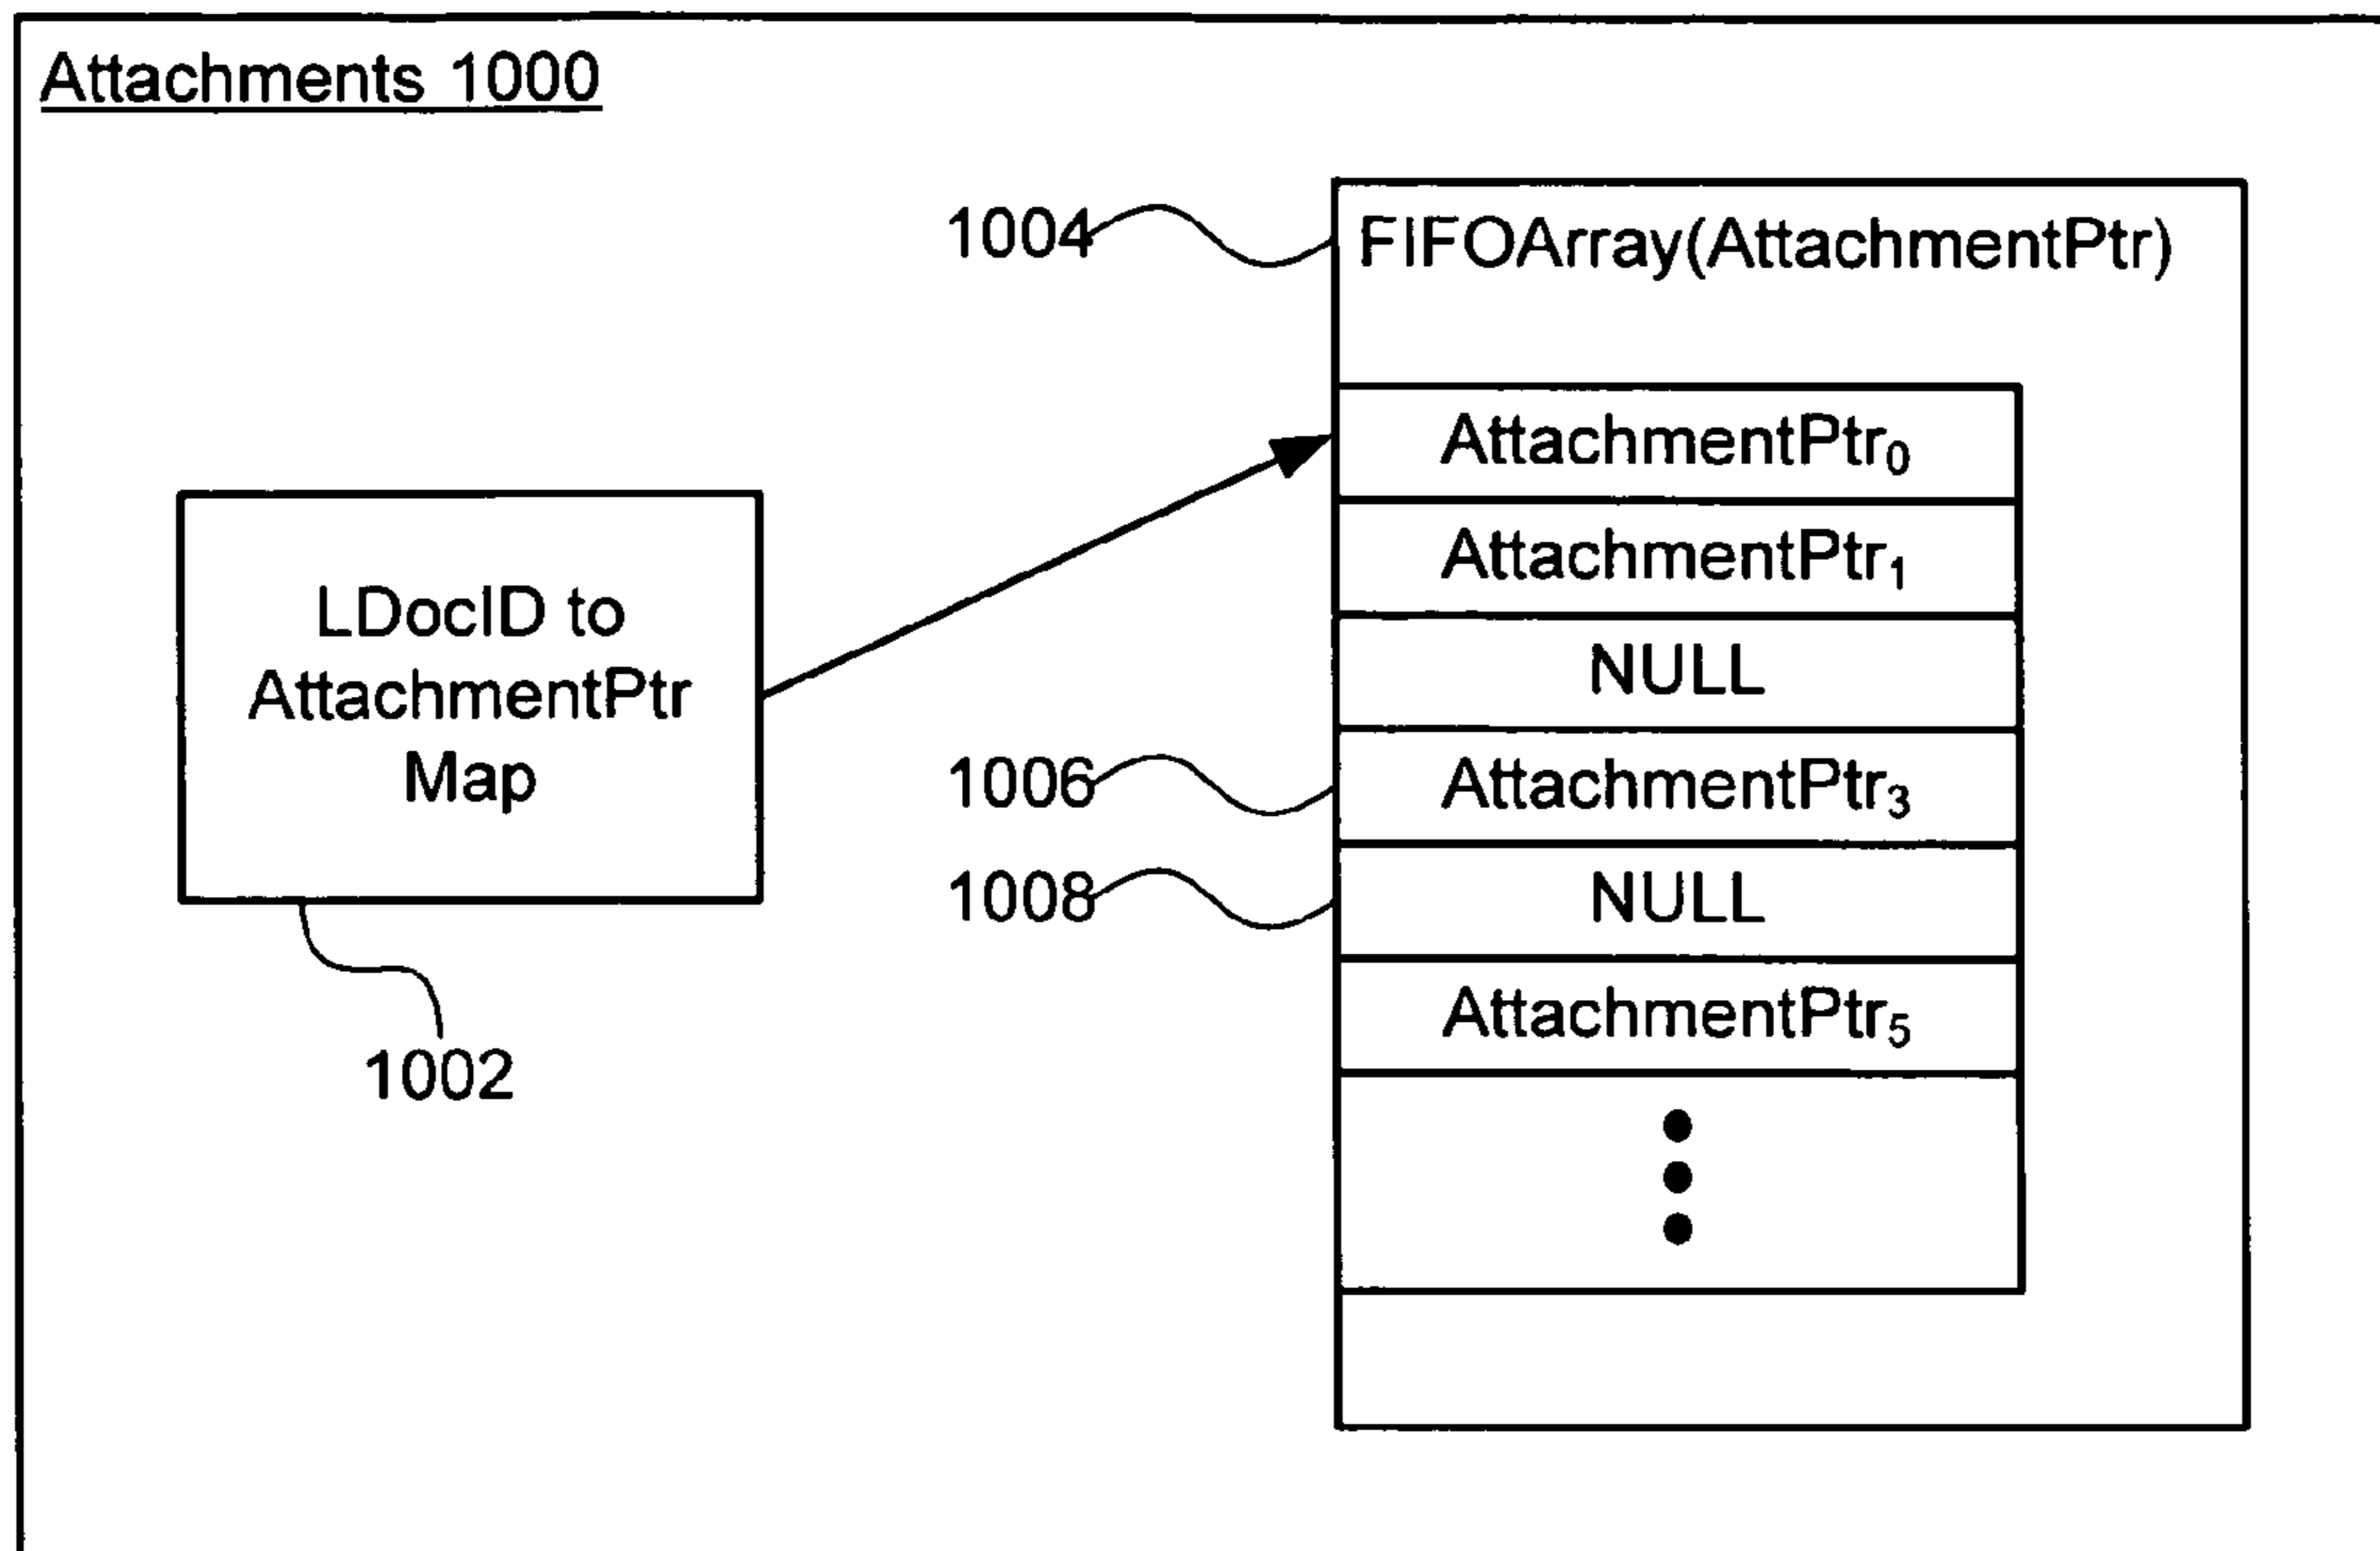 Attachments 1000
1004
FIFOArray(AttachmentPtr)
AttachmentPtr₀
AttachmentPtr₁
NULL
1006
AttachmentPtr₃
1008
NULL
AttachmentPtr₅
LDocID to
AttachmentPtr
Map
1002